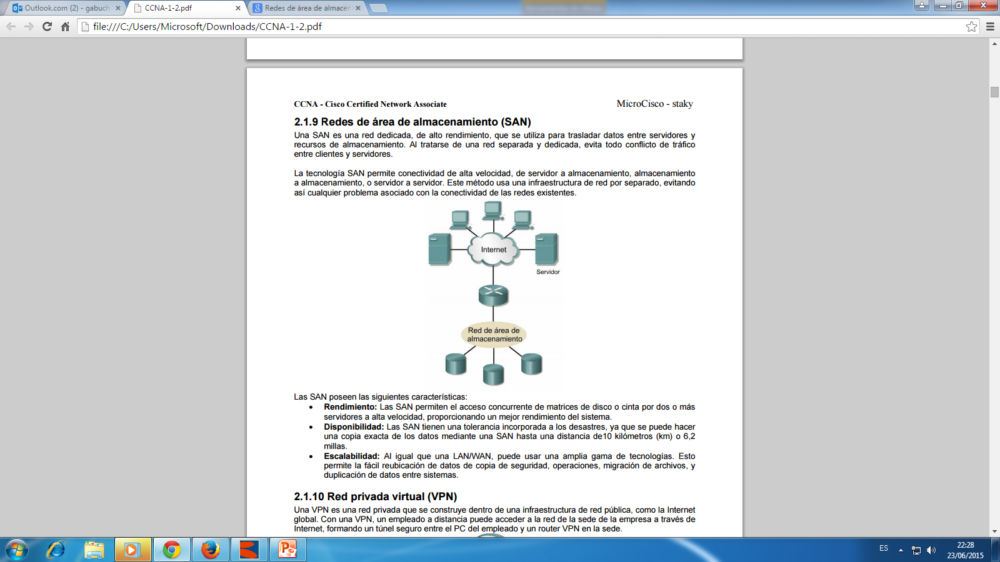 Outlook.com (2) - gabuch
CCNA-1-2.pdf
Redes de área de almacen
file:///C:/Users/Microsoft/Downloads/CCNA-1-2.pdf
CCNA - Cisco Certified Network Associate
MicroCisco - staky
2.1.9 Redes de área de almacenamiento (SAN)
Una SAN es una red dedicada, de alto rendimiento, que se utiliza para trasladar datos entre servidores y
recursos de almacenamiento. Al tratarse de una red separada y dedicada, evita todo conflicto de tráfico
entre clientes y servidores.
La tecnología SAN permite conectividad de alta velocidad, de servidor a almacenamiento, almacenamiento
a almacenamiento, o servidor a servidor. Este método usa una infraestructura de red por separado, evitando
así cualquier problema asociado con la conectividad de las redes existentes.
Internet
Servidor
Red de área de
almacenamiento
Las SAN poseen las siguientes características:
• Rendimiento: Las SAN permiten el acceso concurrente de matrices de disco o cinta por dos o más
servidores a alta velocidad, proporcionando un mejor rendimiento del sistema.
• Disponibilidad: Las SAN tienen una tolerancia incorporada a los desastres, ya que se puede hacer
una copia exacta de los datos mediante una SAN hasta una distancia de10 kilómetros (km) o 6,2
millas.
• Escalabilidad: Al igual que una LAN/WAN, puede usar una amplia gama de tecnologías. Esto
permite la fácil reubicación de datos de copia de seguridad, operaciones, migración de archivos, y
duplicación de datos entre sistemas.
2.1.10 Red privada virtual (VPN)
Una VPN es una red privada que se construye dentro de una infraestructura de red pública, como la Internet
global. Con una VPN, un empleado a distancia puede acceder a la red de la sede de la empresa a través de
Internet, formando un túnel seguro entre el PC del empleado y un router VPN en la sede.
ES
22:28
23/06/2015